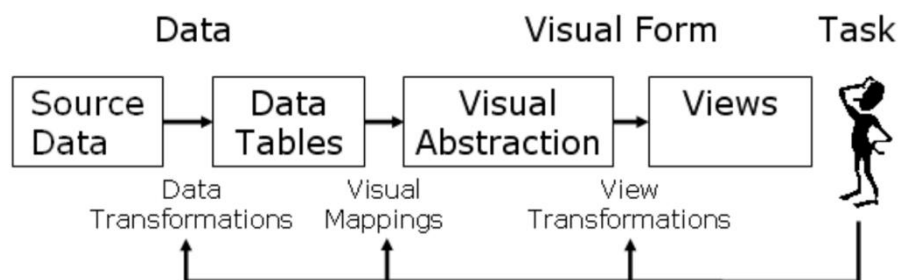 Data
Visual Form
Task
Source
Data
Data
Tables
Visual
Abstraction
Views
Data
Transformations
Visual
Mappings
View
Transformations